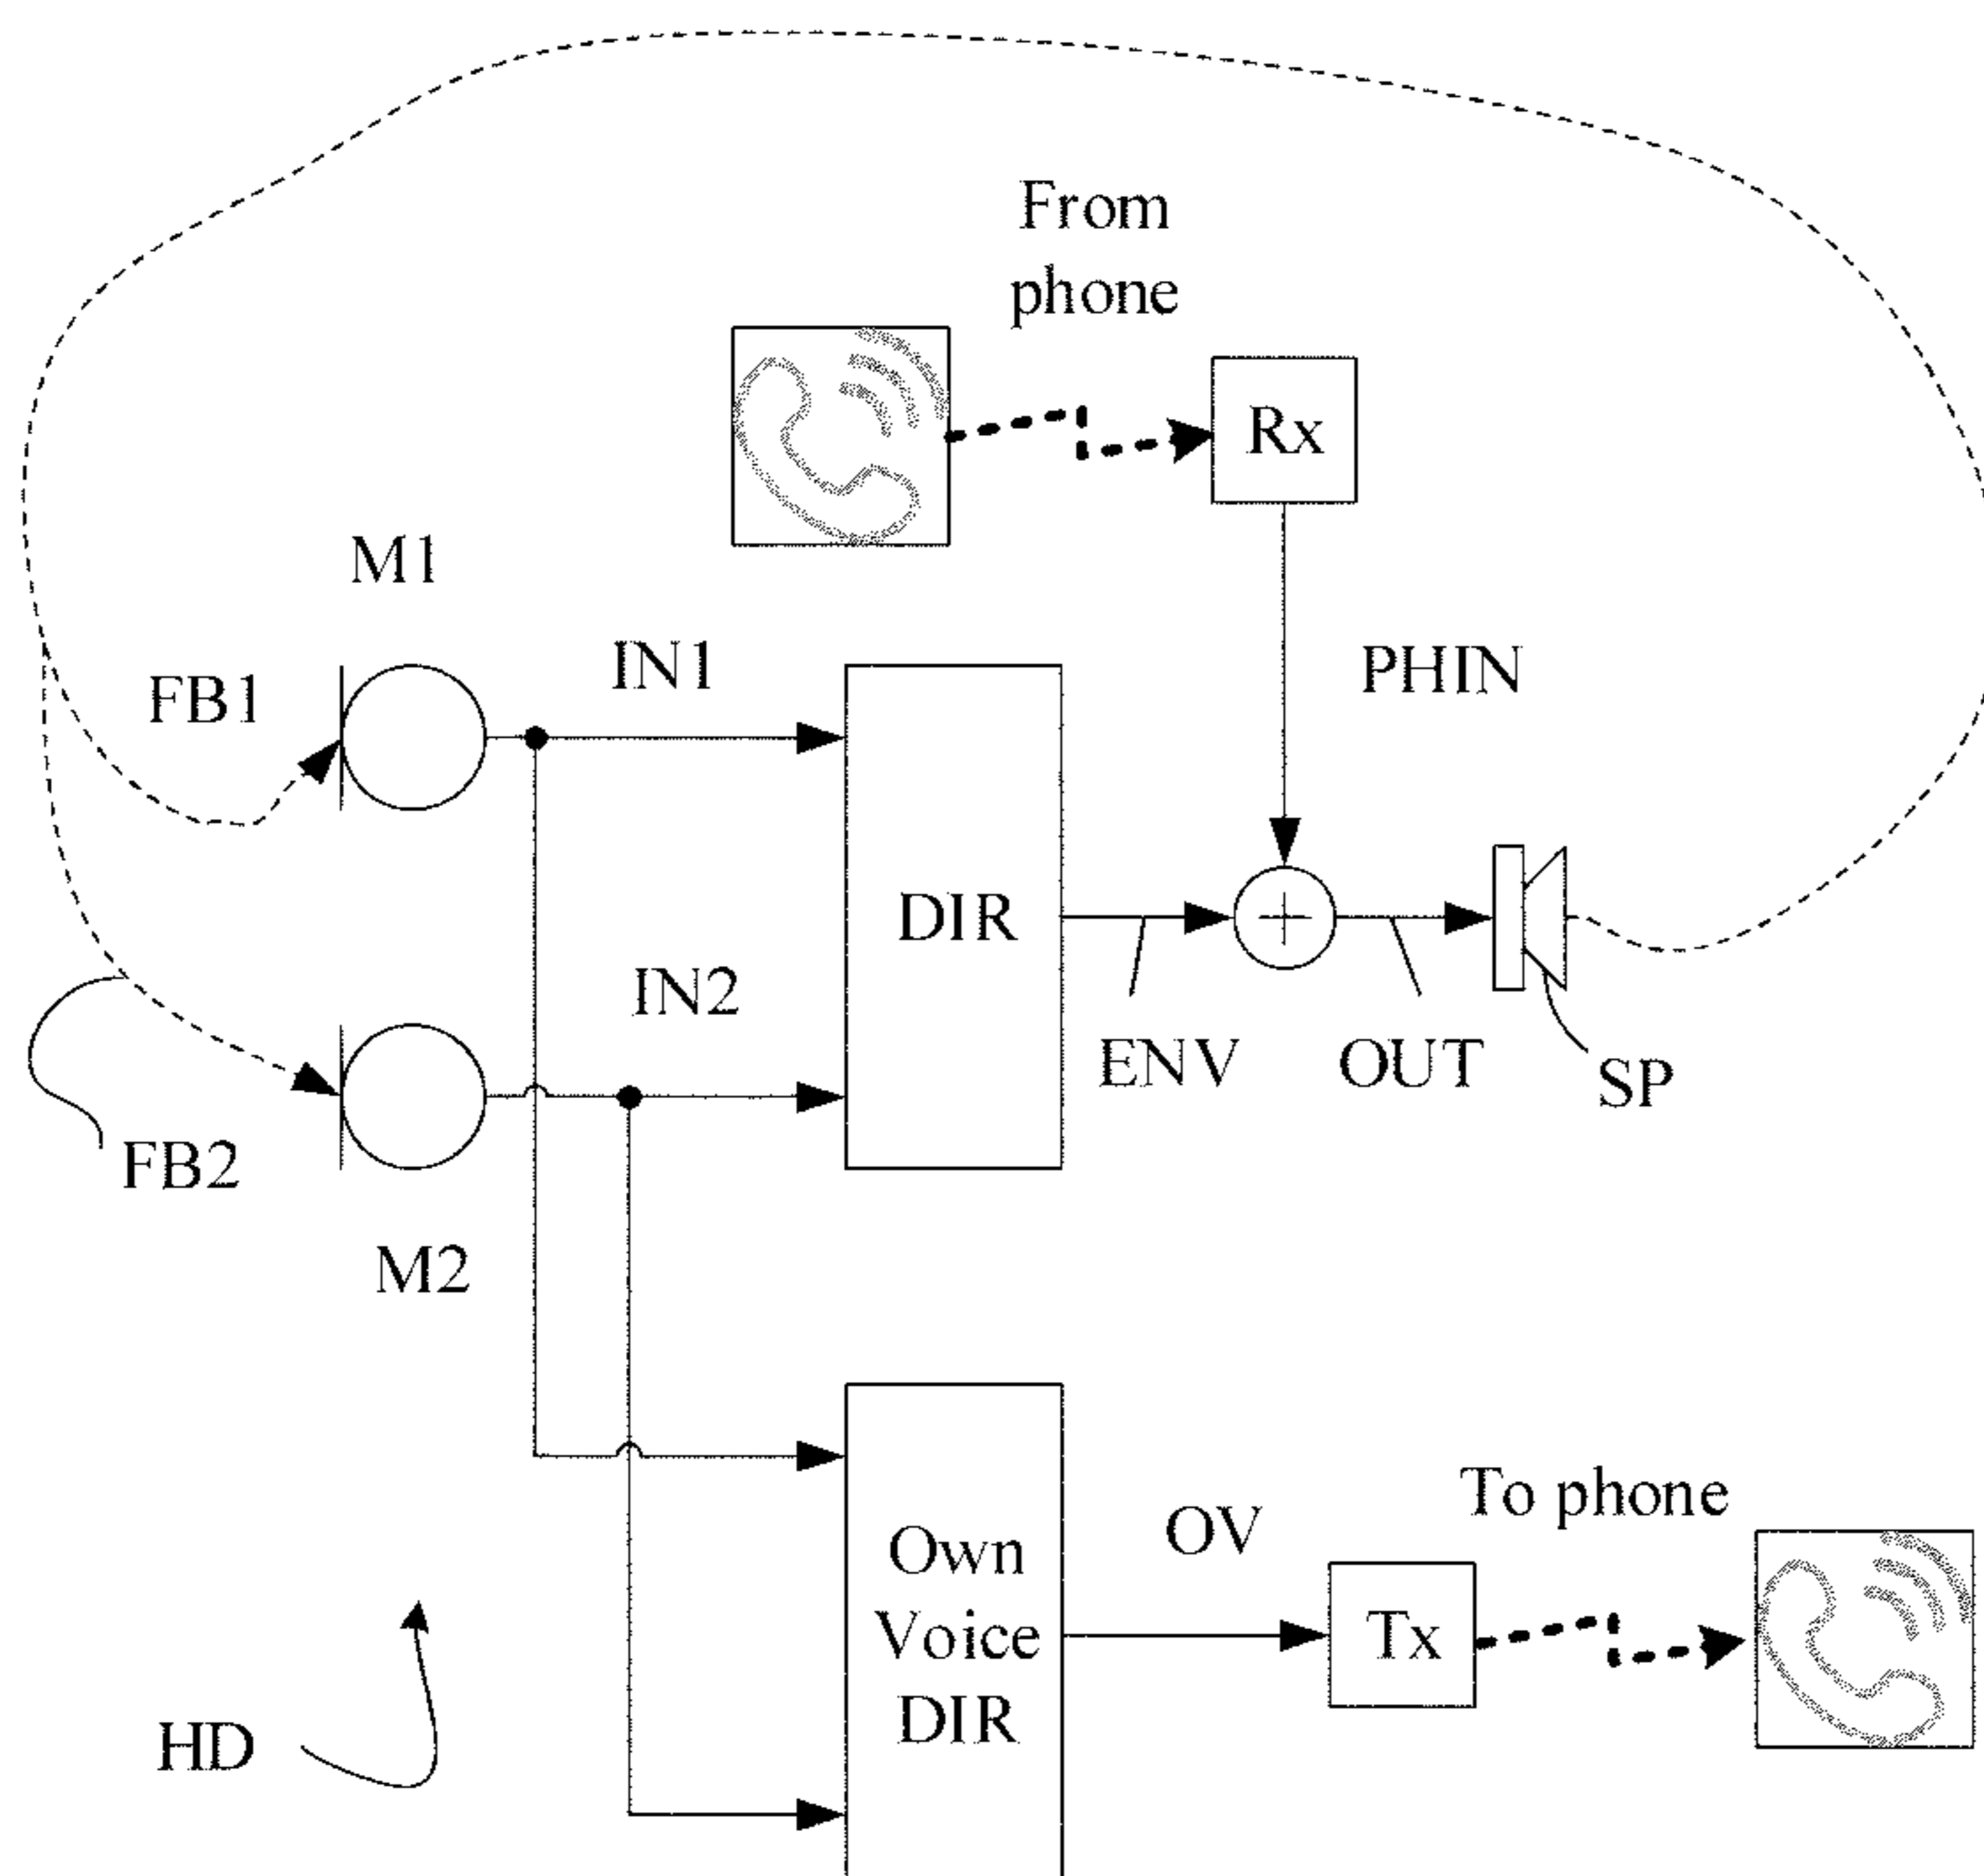 From
phone
Rx
M1
IN1
PHIN
FB1
DIR
IN2
ENV
OUT
SP
FB2
M2
To phone
OV
Own
Voice
DIR
Tx
HD